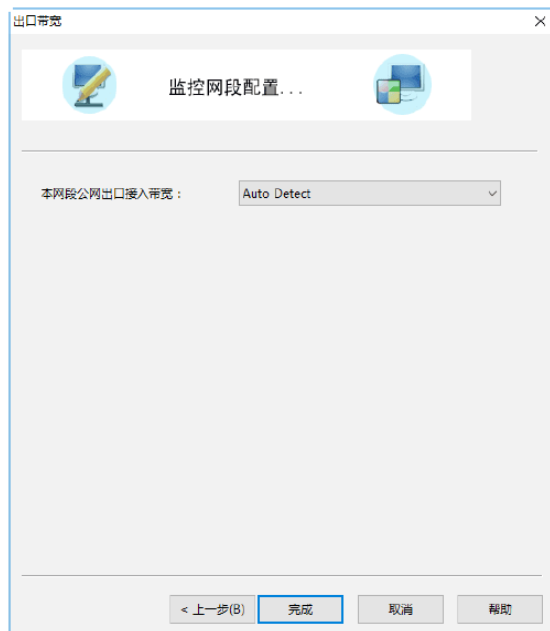 出口带宽
监控网段配置...
本网段公网出口接入带宽：
Auto Detect
< 上一步(B)
完成
取消
帮助